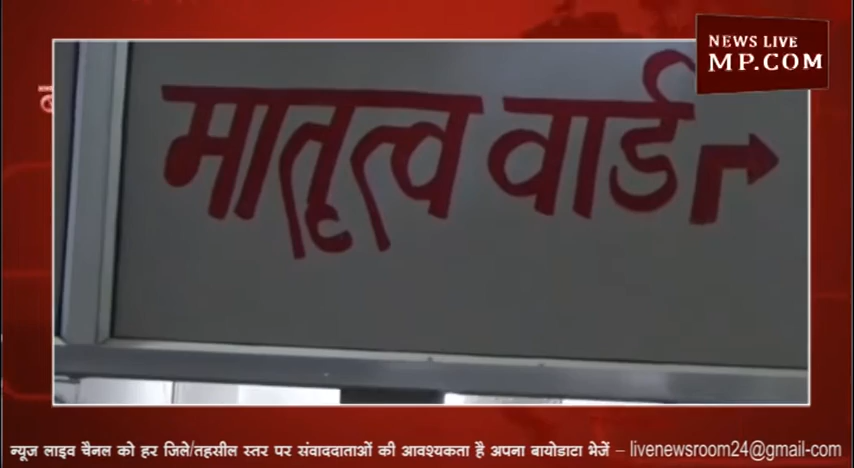 NEWS LIVE
MP.COM
मातृत्व वार्ड
न्यूज लाइव चैनल को हर जिले/तहसील स्तर पर संवाददाताओं की आवश्यकता है अपना बायोडाटा भेजें – livenewsroom24@gmail-com